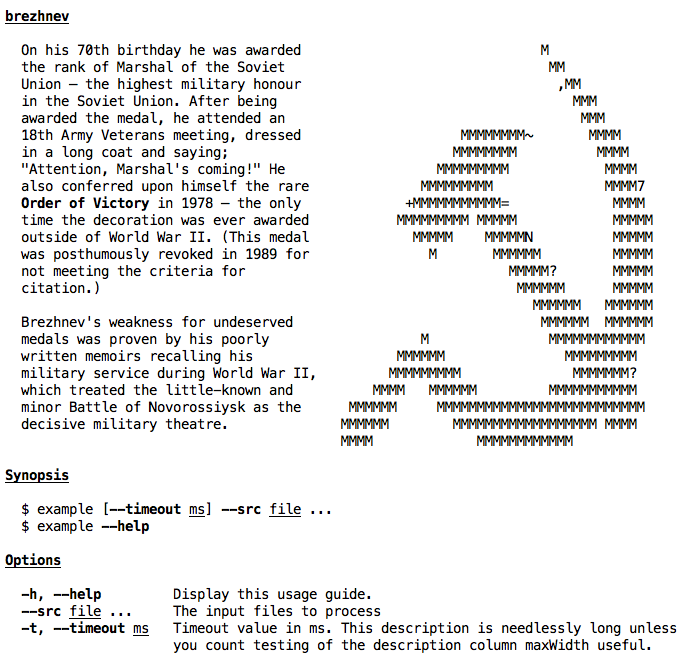 brezhnev
On his 70th birthday he was awarded
the rank of Marshal of the Soviet
Union – the highest military honour
in the Soviet Union. After being
awarded the medal, he attended an
18th Army Veterans meeting, dressed
in a long coat and saying;
"Attention, Marshal's coming!" He
also conferred upon himself the rare
Order of Victory in 1978 – the only
time the decoration was ever awarded
outside of World War II. (This medal
was posthumously revoked in 1989 for
not meeting the criteria for
citation.)
Brezhnev's weakness for undeserved
medals was proven by his poorly
written memoirs recalling his
military service during World War II,
which treated the little-known and
minor Battle of Novorossiysk as the
decisive military theatre.
M
MM
,MM
MMM
MMM
MMMMMMMM~ MMMM
MMMMMMMM MMMM
MMMMMMMMM MMMM
MMMMMMMMM MMMM7
+MMMMMMMMMMM= MMMM
MMMMMMMMM MMMMM MMMMM
MMMMM MMMMMN MMMMM
M MMMMMM MMMMM
MMMMM? MMMMM
MMMMMM MMMMM
MMMMMM MMMMMM
M MMMMMM MMMMMM
MMMMMMMMMMMM
MMMMMM MMMMMMMMM
MMMMMMMMM MMMMMMM?
MMMM MMMMMM MMMMMMMMMMM
MMMMMM MMMMMMMMMMMMMMMMMMMMMMMMMM
MMMMMM MMMMMMMMMMMMMMMMMM MMMM
MMMM MMMMMMMMMMMM
Synopsis
$ example [--timeout ms] --src file ...
$ example --help
Options
-h, --help Display this usage guide.
--src file ... The input files to process
-t, --timeout ms Timeout value in ms. This description is needlessly long unless
you count testing of the description column maxWidth useful.